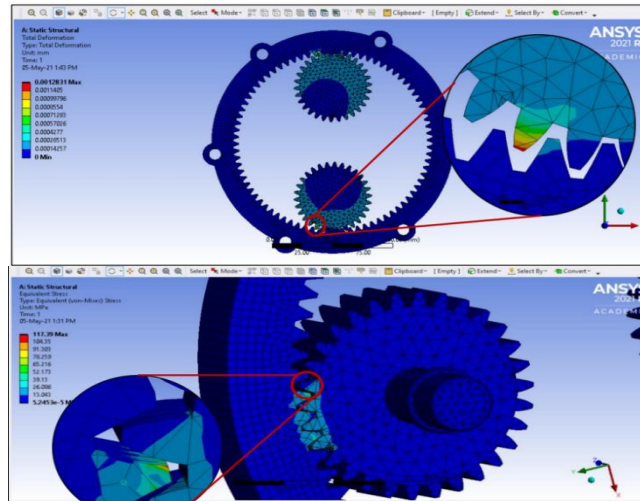 Select Mode Clipboard [Empty] Extend Select By Convert
A: Static Structural
Total Deformation
Type: Total Deformation
Unit: mm
Time: 1
05-May-21 1:43 PM
0.0012831 Max
0.0011405
0.00099796
0.0008554
0.00071283
0.00057026
0.0004277
0.00028513
0.00014257
0 Min
ANSYS
2021 R
ACADEMIC
25.00 75.00
Select Mode Clipboard [Empty] Extend Select By Convert
A: Static Structural
Equivalent Stress
Type: Equivalent (von-Mises) Stress
Unit: MPa
Time: 1
05-May-21 1:31 PM
117.39 Max
104.35
91.305
78.259
65.218
52.173
39.13
26.086
13.043
5.2453e-5 M
ANSYS
2021 R
ACADEM
Z
Y
X